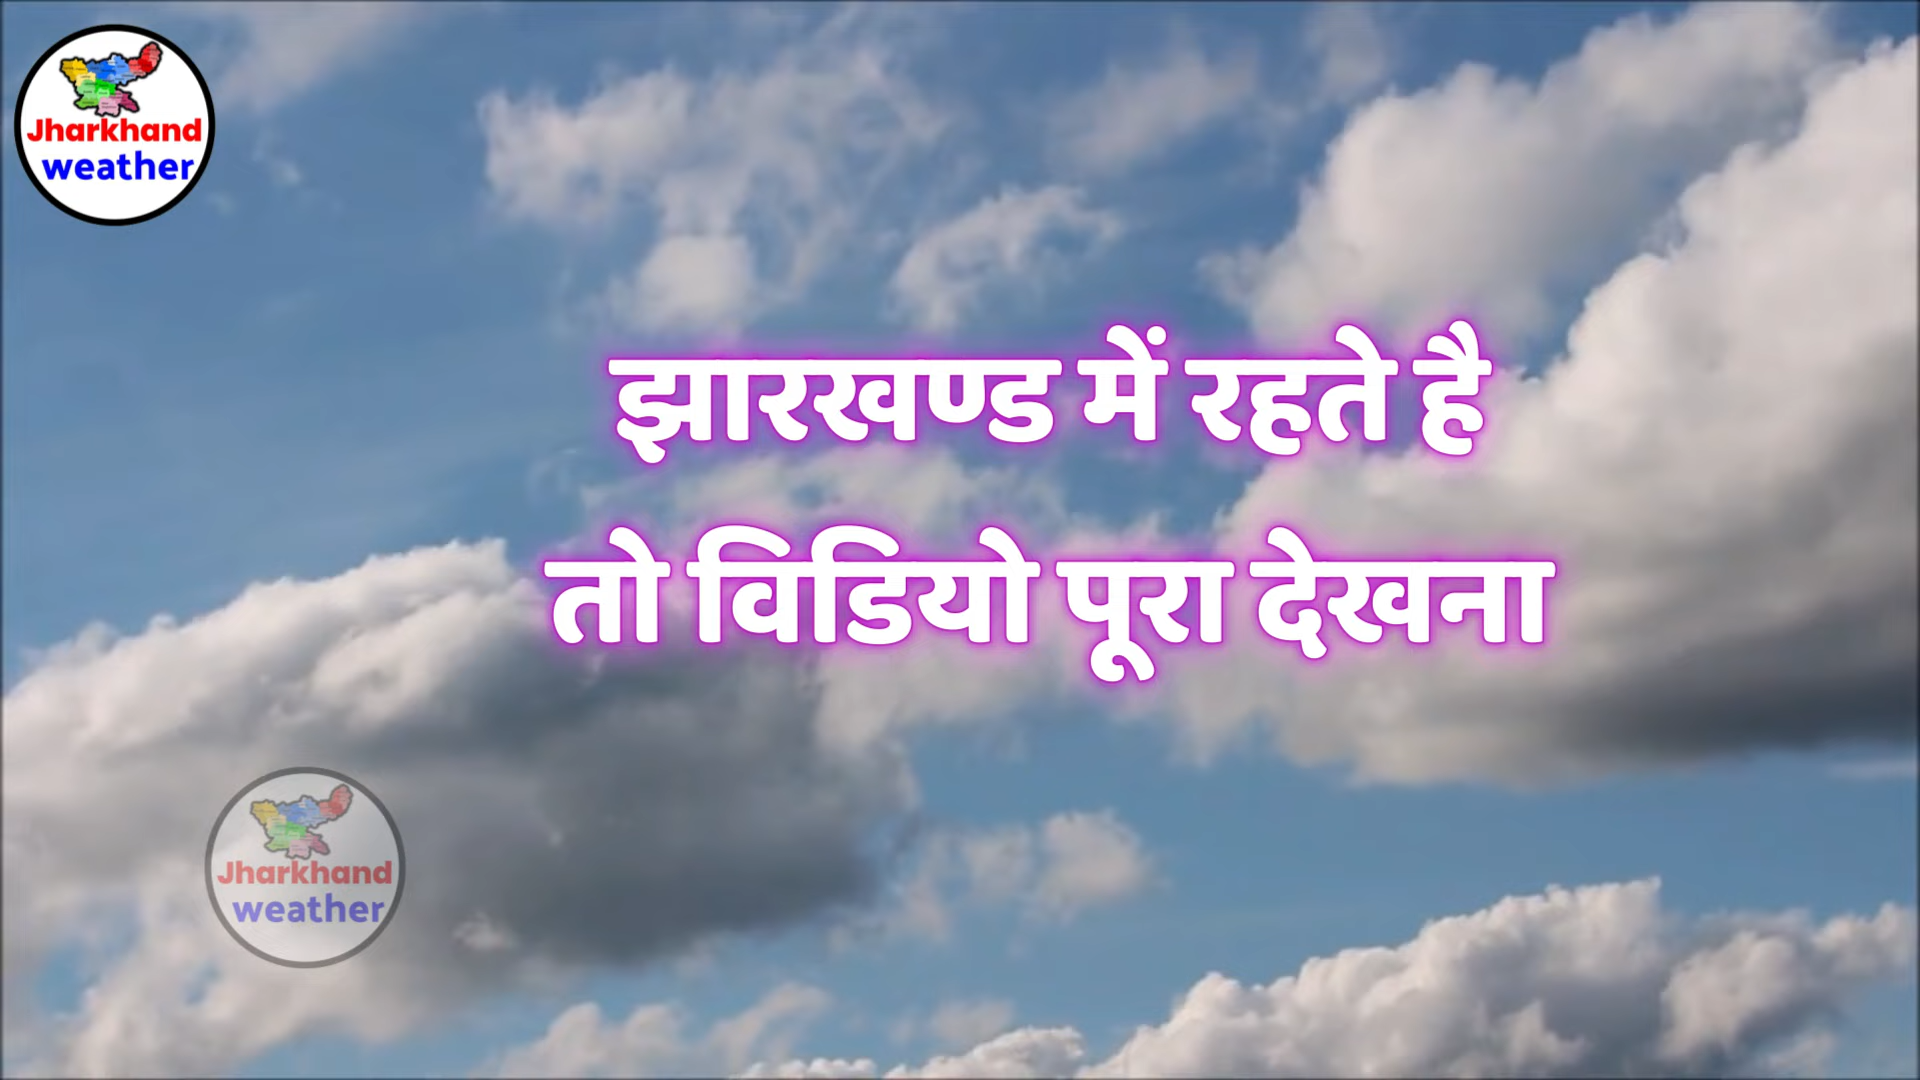 Jharkhand
weather
झारखण्ड में रहते है
तो विडियो पूरा देखना
Jharkhand
weather